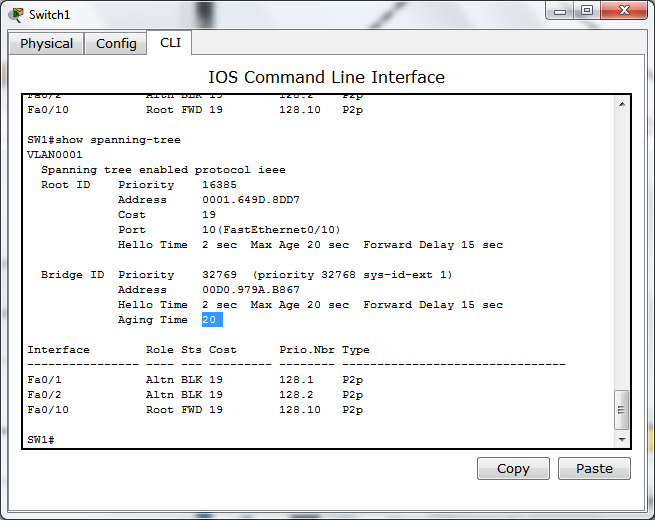 Switch1
Physical Config CLI
IOS Command Line Interface
Fa0/2 Altn BLK 19 128.2 P2p
Fa0/10 Root FWD 19 128.10 P2p
SW1#show spanning-tree
VLAN0001
Spanning tree enabled protocol ieee
Root ID Priority 16385
Address 0001.649D.8DD7
Cost 19
Port 10(FastEthernet0/10)
Hello Time 2 sec Max Age 20 sec Forward Delay 15 sec
Bridge ID Priority 32769 (priority 32768 sys-id-ext 1)
Address 00D0.979A.B867
Hello Time 2 sec Max Age 20 sec Forward Delay 15 sec
Aging Time 20
Interface Role Sts Cost Prio.Nbr Type
---------------- ---- --- --------- -------- --------------------------------
Fa0/1 Altn BLK 19 128.1 P2p
Fa0/2 Altn BLK 19 128.2 P2p
Fa0/10 Root FWD 19 128.10 P2p
SW1#
Copy Paste